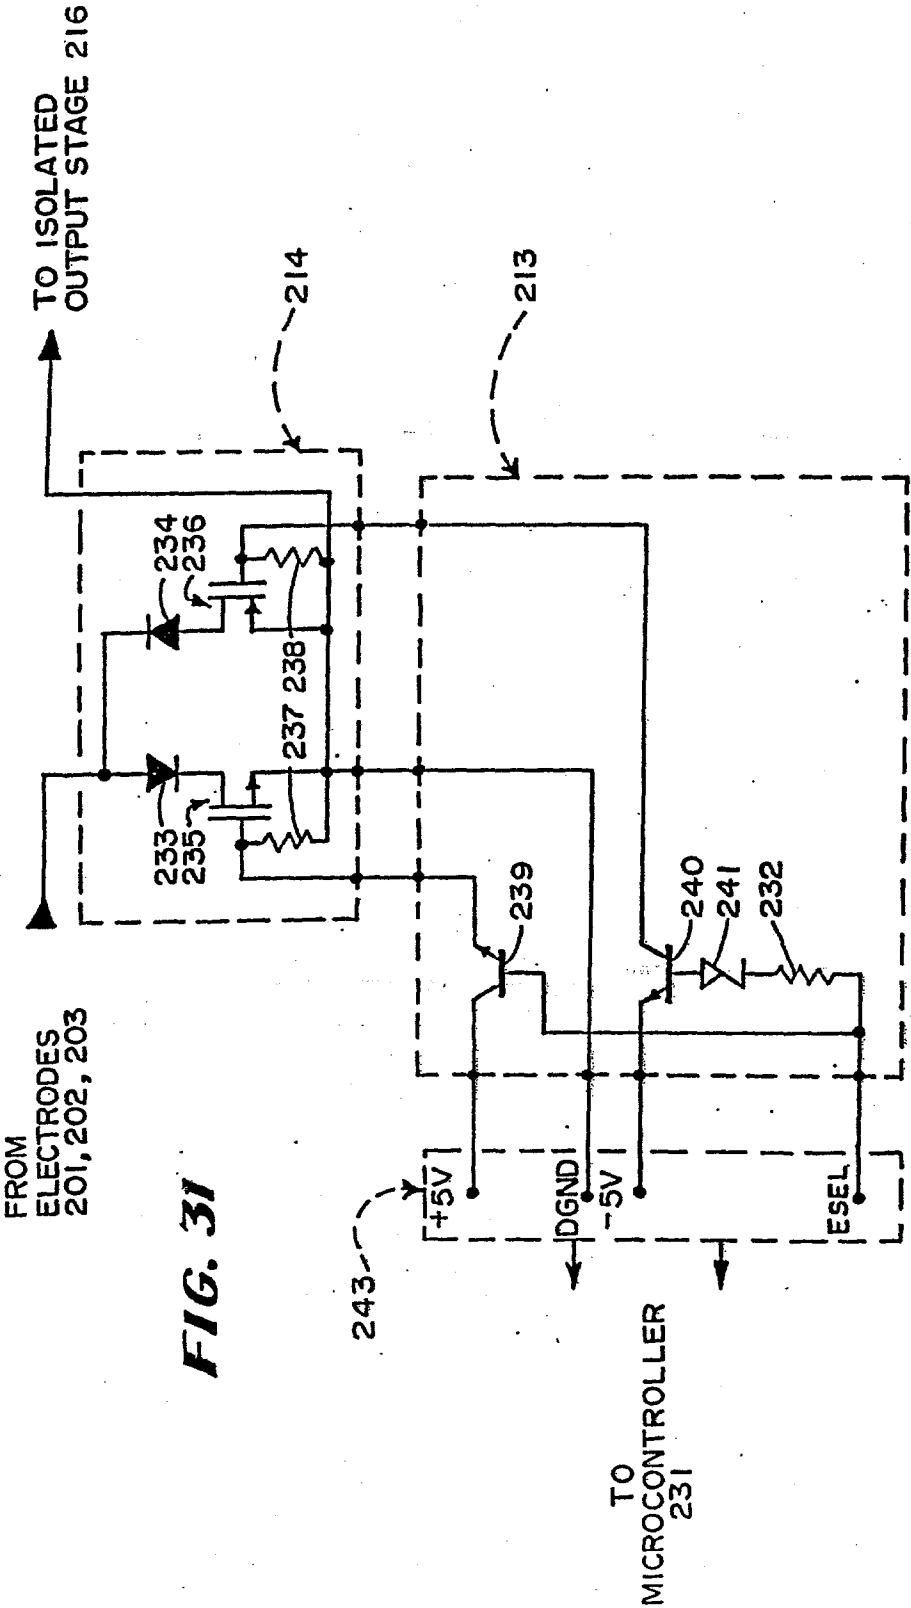 FROM
ELECTRODES
201, 202, 203
TO ISOLATED
OUTPUT STAGE 216
FIG. 31
214
213
233
235
234
236
237
238
239
240
241
232
243
+5V
DGND
-5V
ESEL
TO
MICROCONTROLLER
231